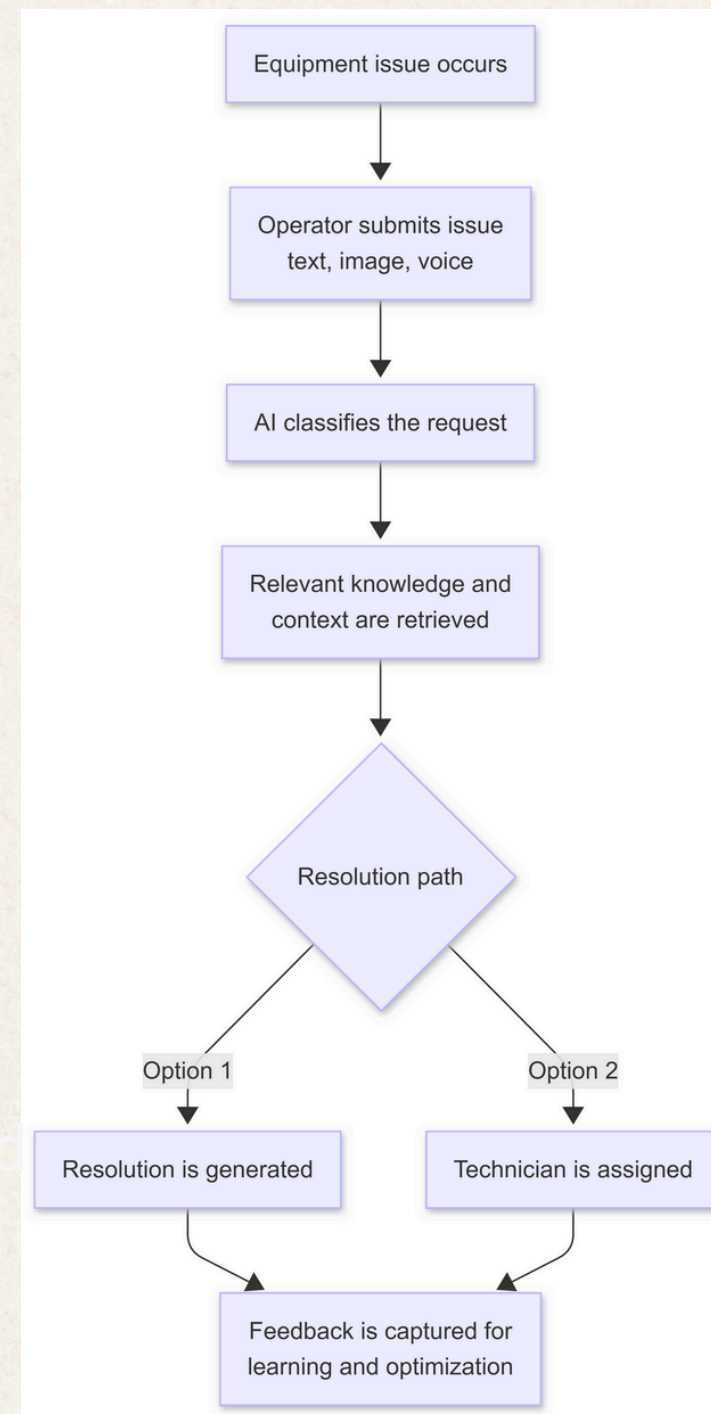 Equipment issue occurs
Operator submits issue
text, image, voice
AI classifies the request
Relevant knowledge and
context are retrieved
Resolution path
Option 1
Option 2
Resolution is generated
Technician is assigned
Feedback is captured for
learning and optimization